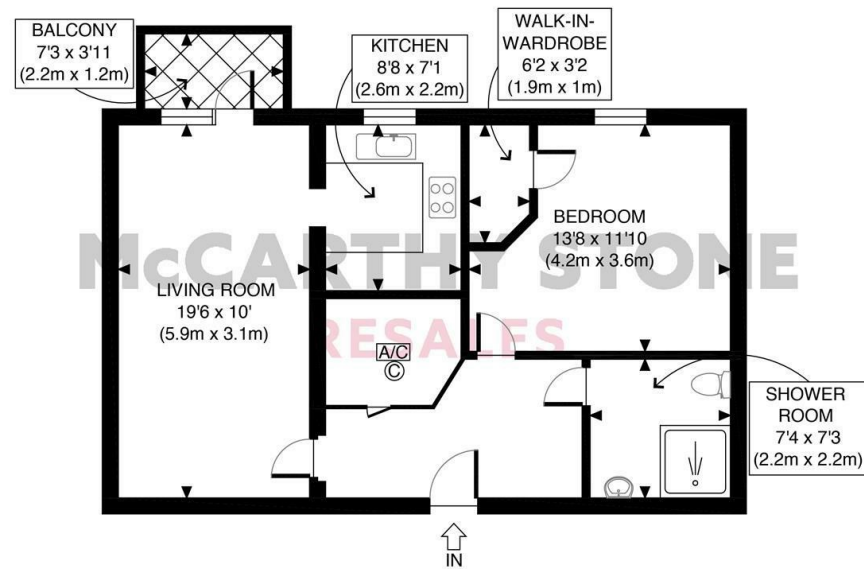 BALCONY
7'3 x 3'11
(2.2m x 1.2m)
KITCHEN
8'8 x 7'1
(2.6m x 2.2m)
WALK-IN-
WARDROBE
6'2 x 3'2
(1.9m x 1m)
BEDROOM
13'8 x 11'10
(4.2m x 3.6m)
McCARTHY STONE
RESALES
LIVING ROOM
19'6 x 10'
(5.9m x 3.1m)
A/C
C
SHOWER
ROOM
7'4 x 7'3
(2.2m x 2.2m)
IN